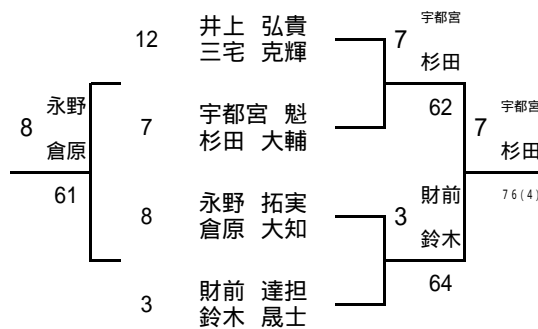 12
井上 弘貴
三宅 克輝
7
宇都宮
杉田
62
永野
8
倉原
61
7
宇都宮 魁
杉田 大輔
7
宇都宮
杉田
76(4)
8
永野 拓実
倉原 大知
3
財前
鈴木
64
3
財前 達担
鈴木 晟士